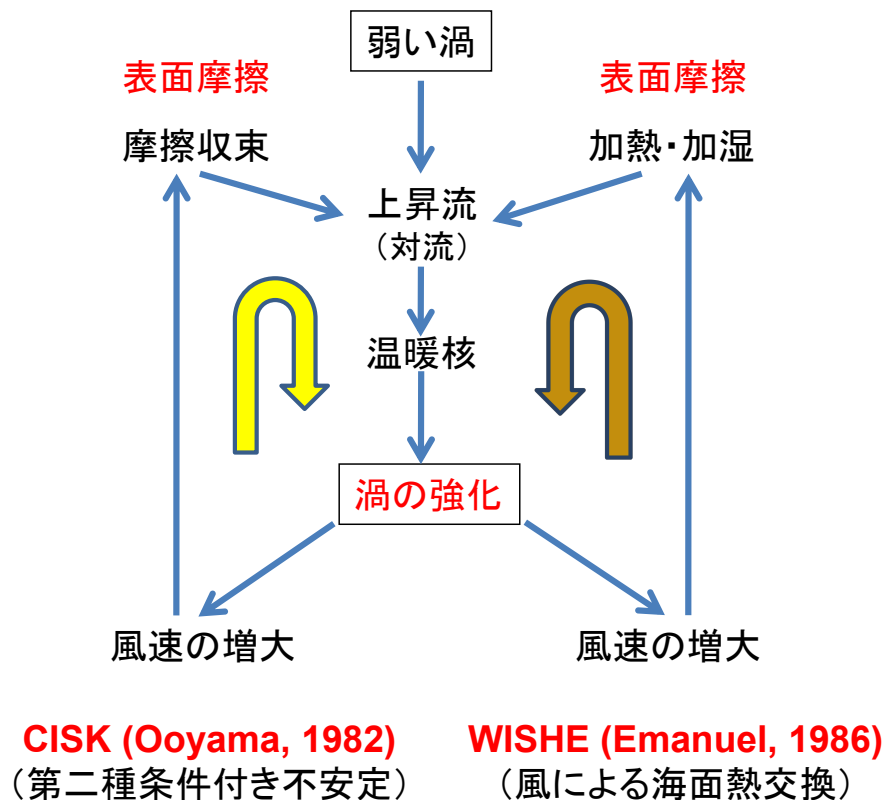 弱い渦
表面摩擦
表面摩擦
摩擦収束
加熱・加湿
上昇流
（対流）
温暖核
渦の強化
風速の増大
風速の増大
CISK (Ooyama, 1982)
WISHE (Emanuel, 1986)
（第二種条件付き不安定）
（風による海面熱交換）